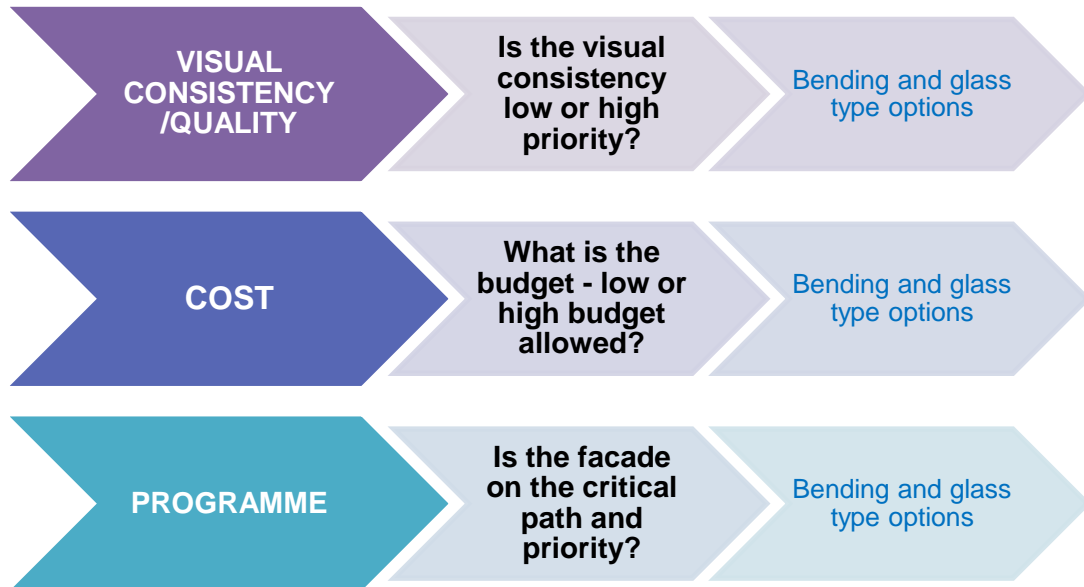 VISUAL
CONSISTENCY
/QUALITY
Is the visual
consistency
low or high
priority?
Bending and glass
type options
COST
What is the
budget - low or
high budget
allowed?
Bending and glass
type options
PROGRAMME
Is the facade
on the critical
path and
priority?
Bending and glass
type options